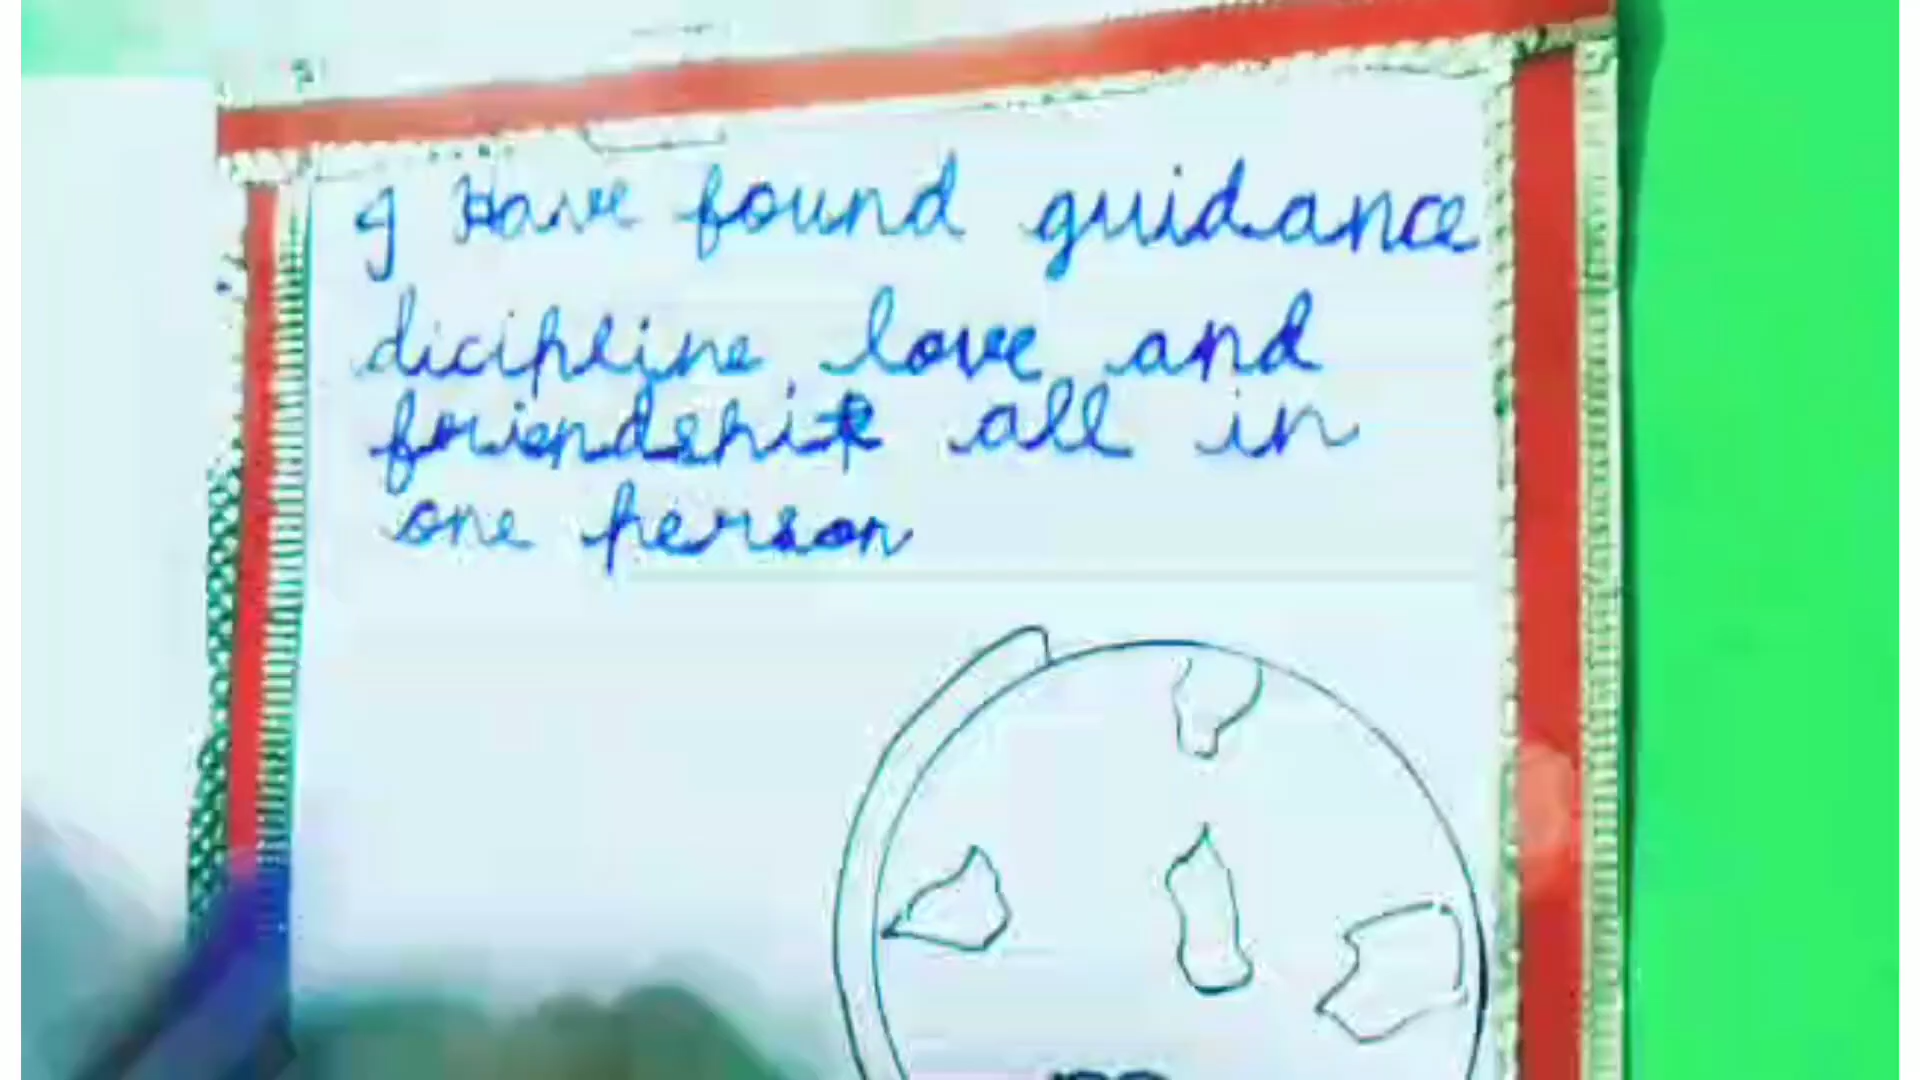 I Have found guidance
dicipline, love and
friendship all in
one person